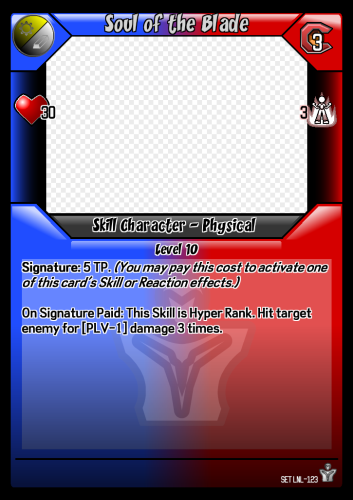 Soul of the Blade
3
30
3
Skill Character - Physical
Level 10
Signature: 5 TP. (You may pay this cost to activate one
of this card's Skill or Reaction effects.)
On Signature Paid: This Skill is Hyper Rank. Hit target
enemy for [PLV-1] damage 3 times.
SET LNL-123